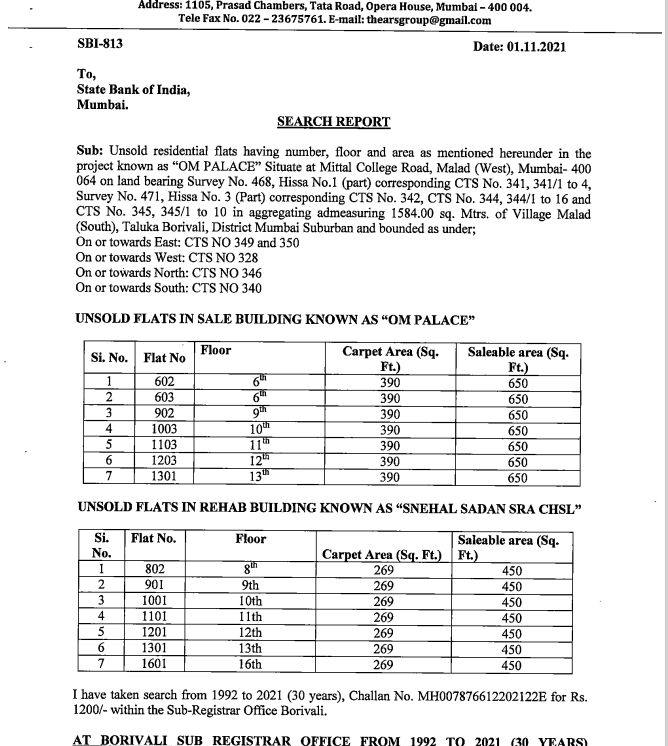 Address: 1105, Prasad Chambers, Tata Road, Opera House, Mumbai – 400 004.
Tele Fax No. 022 – 23675761. E-mail: thearsgroup@gmail.com
SBI-813
Date: 01.11.2021
To,
State Bank of India,
Mumbai.
SEARCH REPORT
Sub: Unsold residential flats having number, floor and area as mentioned hereunder in the
project known as "OM PALACE" Situate at Mittal College Road, Malad (West), Mumbai- 400
064 on land bearing Survey No. 468, Hissa No.1 (part) corresponding CTS No. 341, 341/1 to 4,
Survey No. 471, Hissa No. 3 (Part) corresponding CTS No. 342, CTS No. 344, 344/1 to 16 and
CTS No. 345, 345/1 to 10 in aggregating admeasuring 1584.00 sq. Mtrs. of Village Malad
(South), Taluka Borivali, District Mumbai Suburban and bounded as under;
On or towards East: CTS NO 349 and 350
On or towards West: CTS NO 328
On or towards North: CTS NO 346
On or towards South: CTS NO 340
UNSOLD FLATS IN SALE BUILDING KNOWN AS "OM PALACE"
Si. No. Flat No Floor Carpet Area (Sq. Ft.) Saleable area (Sq. Ft.)
1 602 6th 390 650
2 603 6th 390 650
3 902 9th 390 650
4 1003 10th 390 650
5 1103 11th 390 650
6 1203 12th 390 650
7 1301 13th 390 650
UNSOLD FLATS IN REHAB BUILDING KNOWN AS "SNEHAL SADAN SRA CHSL"
Si. No. Flat No. Floor Carpet Area (Sq. Ft.) Saleable area (Sq. Ft.)
1 802 8th 269 450
2 901 9th 269 450
3 1001 10th 269 450
4 1101 11th 269 450
5 1201 12th 269 450
6 1301 13th 269 450
7 1601 16th 269 450
I have taken search from 1992 to 2021 (30 years), Challan No. MH007876612202122E for Rs.
1200/- within the Sub-Registrar Office Borivali.
AT BORIVALI SUB REGISTRAR OFFICE FROM 1992 TO 2021 (30 YEARS)